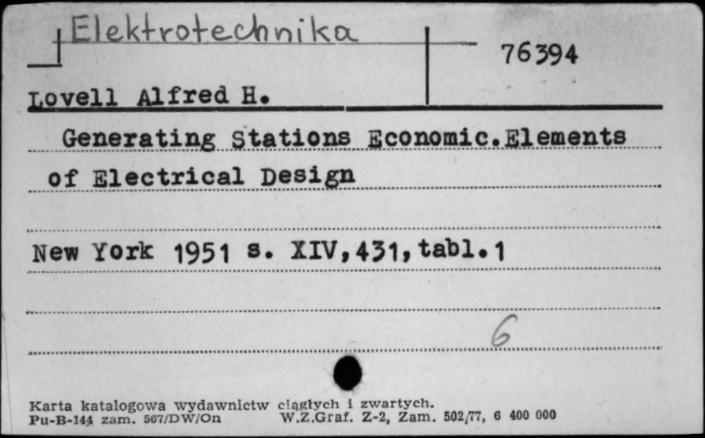 Elektrotechnika
76394
Lovell Alfred H.
Generating Stations Economic.Elements
of Electrical Design
New York 1951 s. XIV,431,tabl.1
6
Karta katalogowa wydawnictw ciągłych i zwartych.
Pu-B-144 zam. 567/DW/On W.Z.Graf. Z-2, Zam. 502/77, 6 400 000